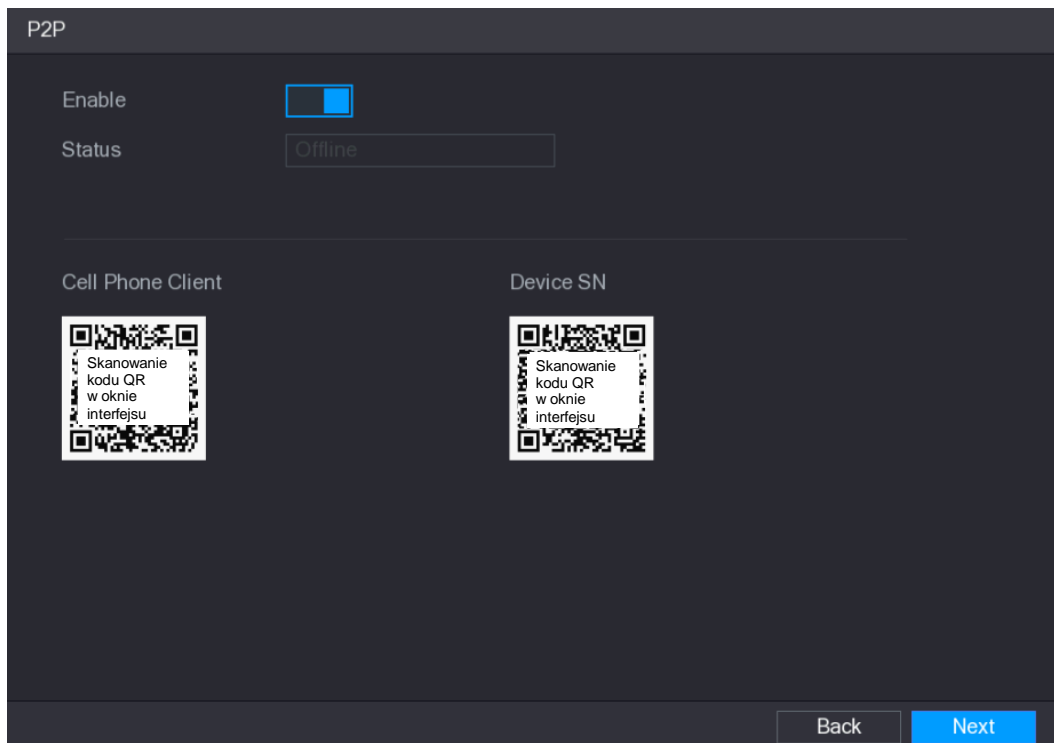 P2P
Enable
Status
Offline
Cell Phone Client
Device SN
Skanowanie
kodu QR
w oknie
interfejsu
Skanowanie
kodu QR
w oknie
interfejsu
Back
Next